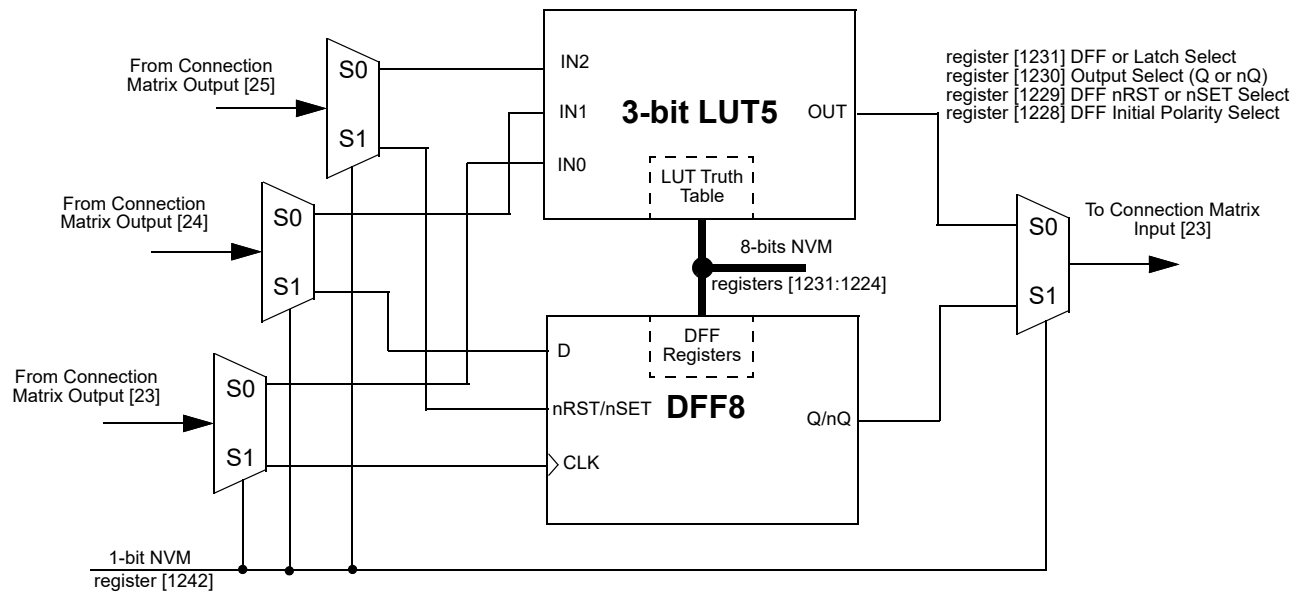 From Connection
Matrix Output [25]
S0
S1
IN2
IN1
IN0
3-bit LUT5
OUT
LUT Truth
Table
register [1231] DFF or Latch Select
register [1230] Output Select (Q or nQ)
register [1229] DFF nRST or nSET Select
register [1228] DFF Initial Polarity Select
From Connection
Matrix Output [24]
S0
S1
8-bits NVM
registers [1231:1224]
S0
S1
To Connection Matrix
Input [23]
From Connection
Matrix Output [23]
S0
S1
D
nRST/nSET
CLK
DFF
Registers
DFF8
Q/nQ
1-bit NVM
register [1242]